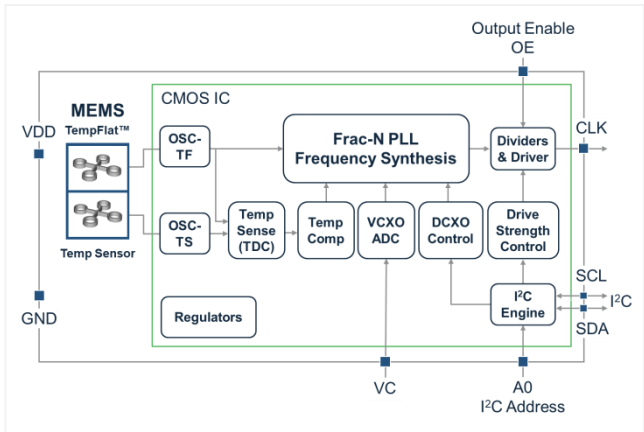 Output Enable
OE
CMOS IC
MEMS
TempFlat™
VDD
CLK
OSC-
TF
Frac-N PLL
Frequency Synthesis
Dividers
& Driver
OSC-
TS
Temp
Sense
(TDC)
Temp
Comp
VCXO
ADC
DCXO
Control
Drive
Strength
Control
Temp Sensor
SCL
I²C
SDA
I²C
Engine
GND
Regulators
VC
A0
I²C Address